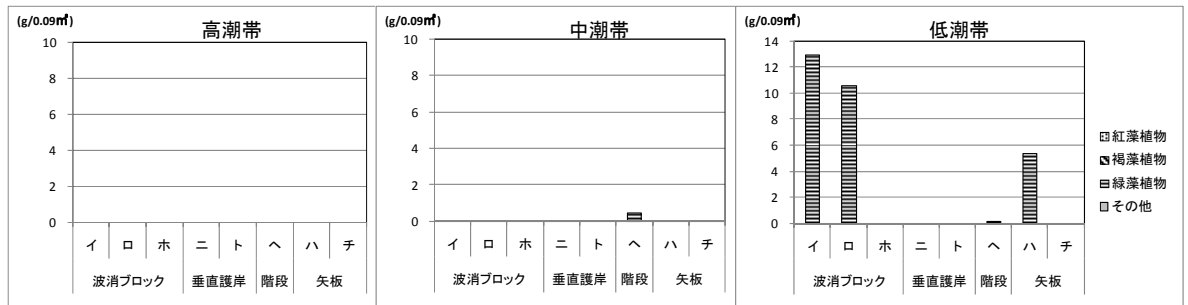 (g/0.09㎡)
高潮帯
10
8
6
4
2
0
イ ロ ホ ニ ト ヘ ハ チ
波消ブロック 垂直護岸 階段 矢板
(g/0.09㎡)
中潮帯
10
8
6
4
2
0
イ ロ ホ ニ ト ヘ ハ チ
波消ブロック 垂直護岸 階段 矢板
(g/0.09㎡)
低潮帯
14
12
10
8
6
4
2
0
イ ロ ホ ニ ト ヘ ハ チ
波消ブロック 垂直護岸 階段 矢板
紅藻植物
褐藻植物
緑藻植物
その他